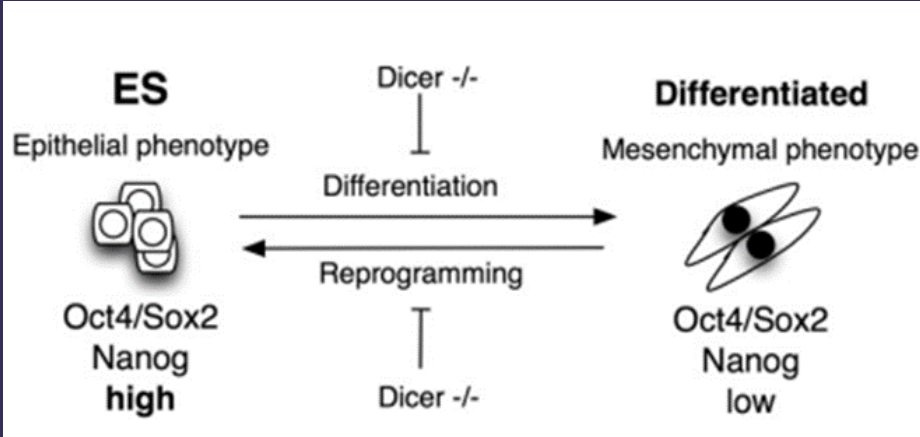 ES
Epithelial phenotype
Oct4/Sox2
Nanog
high
Dicer -/-
Differentiation
Reprogramming
Dicer -/-
Differentiated
Mesenchymal phenotype
Oct4/Sox2
Nanog
low